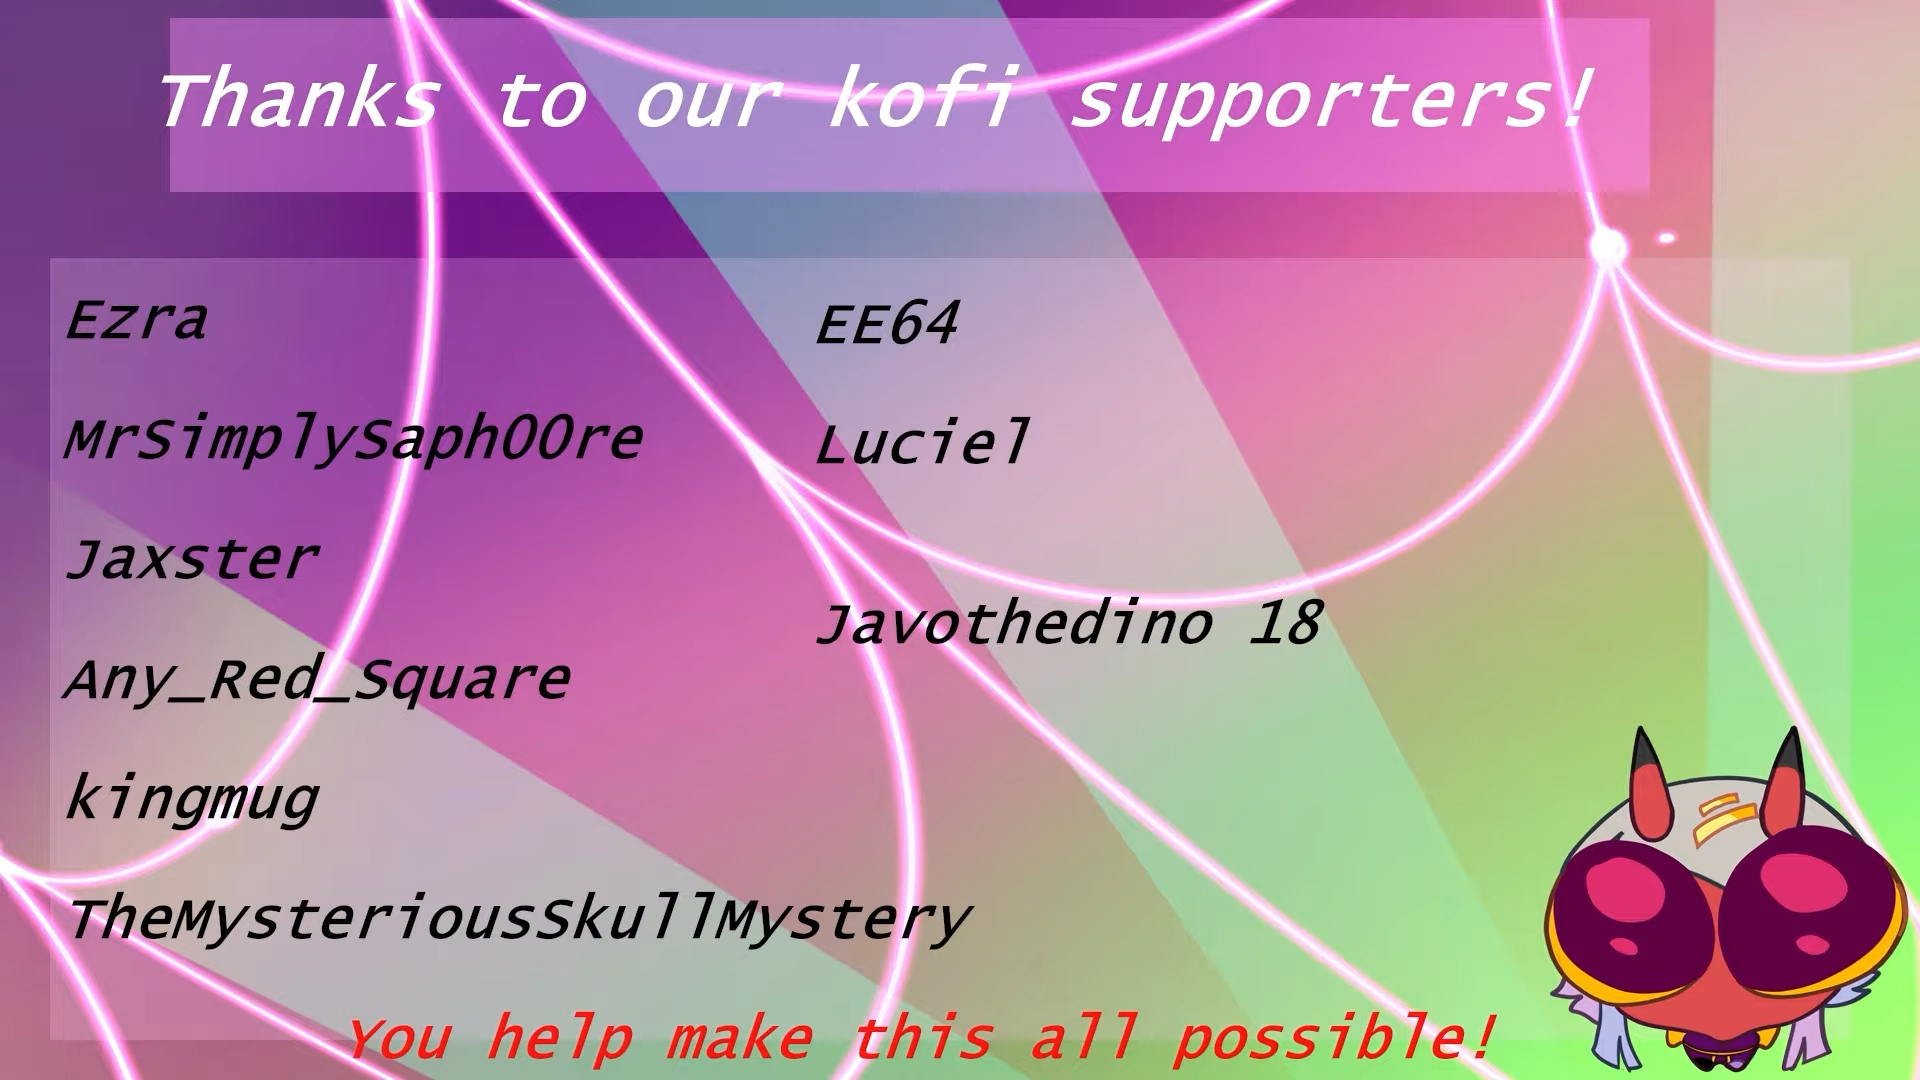 Thanks to our kofi supporters!
Ezra
MrSimplySaphOOre
Jaxster
Any_Red_Square
kingmug
TheMysteriousSkullMystery
EE64
Luciel
Javothedino 18
You help make this all possible!